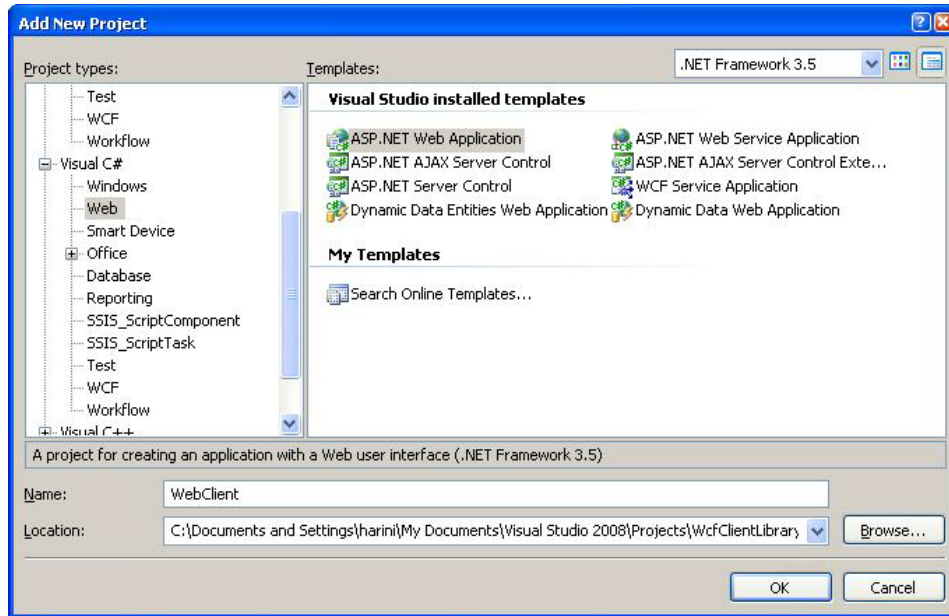 Add New Project
Project types:
Templates:
.NET Framework 3.5
Test
WCF
Workflow
Visual C#
Windows
Web
Smart Device
Office
Database
Reporting
SSIS_ScriptComponent
SSIS_ScriptTask
Test
WCF
Workflow
Visual C++
Visual Studio installed templates
ASP.NET Web Application
ASP.NET Web Service Application
ASP.NET AJAX Server Control
ASP.NET AJAX Server Control Exte...
ASP.NET Server Control
WCF Service Application
Dynamic Data Entities Web Application
Dynamic Data Web Application
My Templates
Search Online Templates...
A project for creating an application with a Web user interface (.NET Framework 3.5)
Name:
WebClient
Location:
C:\Documents and Settings\harini\My Documents\Visual Studio 2008\Projects\WcfClientLibrary
Browse...
OK
Cancel